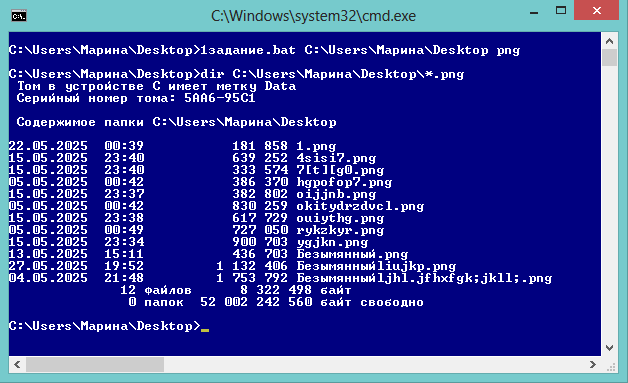 C:\Windows\system32\cmd.exe
C:\Users\Марина\Desktop>1задание.bat C:\Users\Марина\Desktop png
C:\Users\Марина\Desktop>dir C:\Users\Марина\Desktop\*.png
Том в устройстве C имеет метку Data
Серийный номер тома: 5AA6-95C1
Содержимое папки C:\Users\Марина\Desktop
22.05.2025 00:39 181 858 1.png
15.05.2025 23:40 639 252 4sisi7.png
15.05.2025 23:40 333 574 7[t][g0.png
05.05.2025 00:42 386 370 hgpofop7.png
15.05.2025 23:37 382 802 oijjnb.png
05.05.2025 00:42 830 259 okitydrzdvcl.png
15.05.2025 23:38 617 729 ouiythg.png
05.05.2025 00:49 727 050 rykzkyr.png
15.05.2025 23:34 900 703 ygjkn.png
13.05.2025 15:11 436 703 Безымянный.png
27.05.2025 19:52 1 132 406 Безымянныйliujkp.png
04.05.2025 21:48 1 753 792 Безымянныйljhl.jfhxfgk;jkll;.png
12 файлов 8 322 498 байт
0 папок 52 002 242 560 байт свободно
C:\Users\Марина\Desktop>_